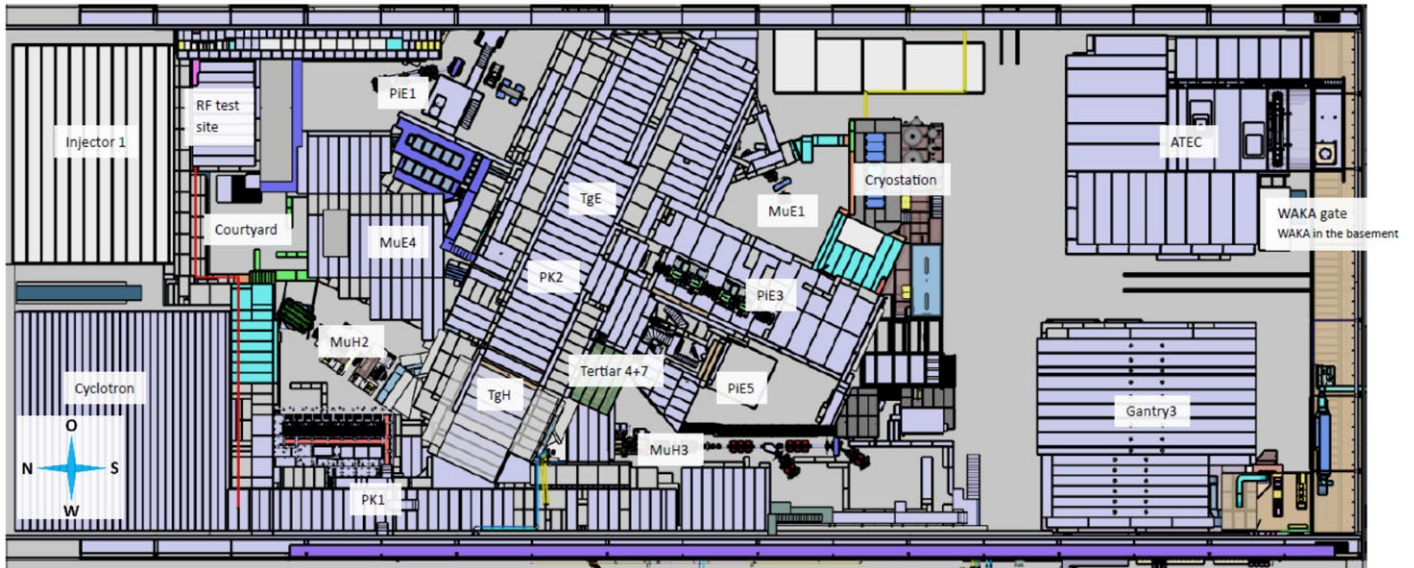 PiE1
RF test
site
Injector 1
ATEC
Cryostation
TgE
MuE1
WAKA gate
WAKA in the basement
Courtyard
MuE4
PK2
PiE3
MuH2
Tertiar 4+7
Cyclotron
PiE5
TgH
Gantry3
O
N
S
W
MuH3
PK1